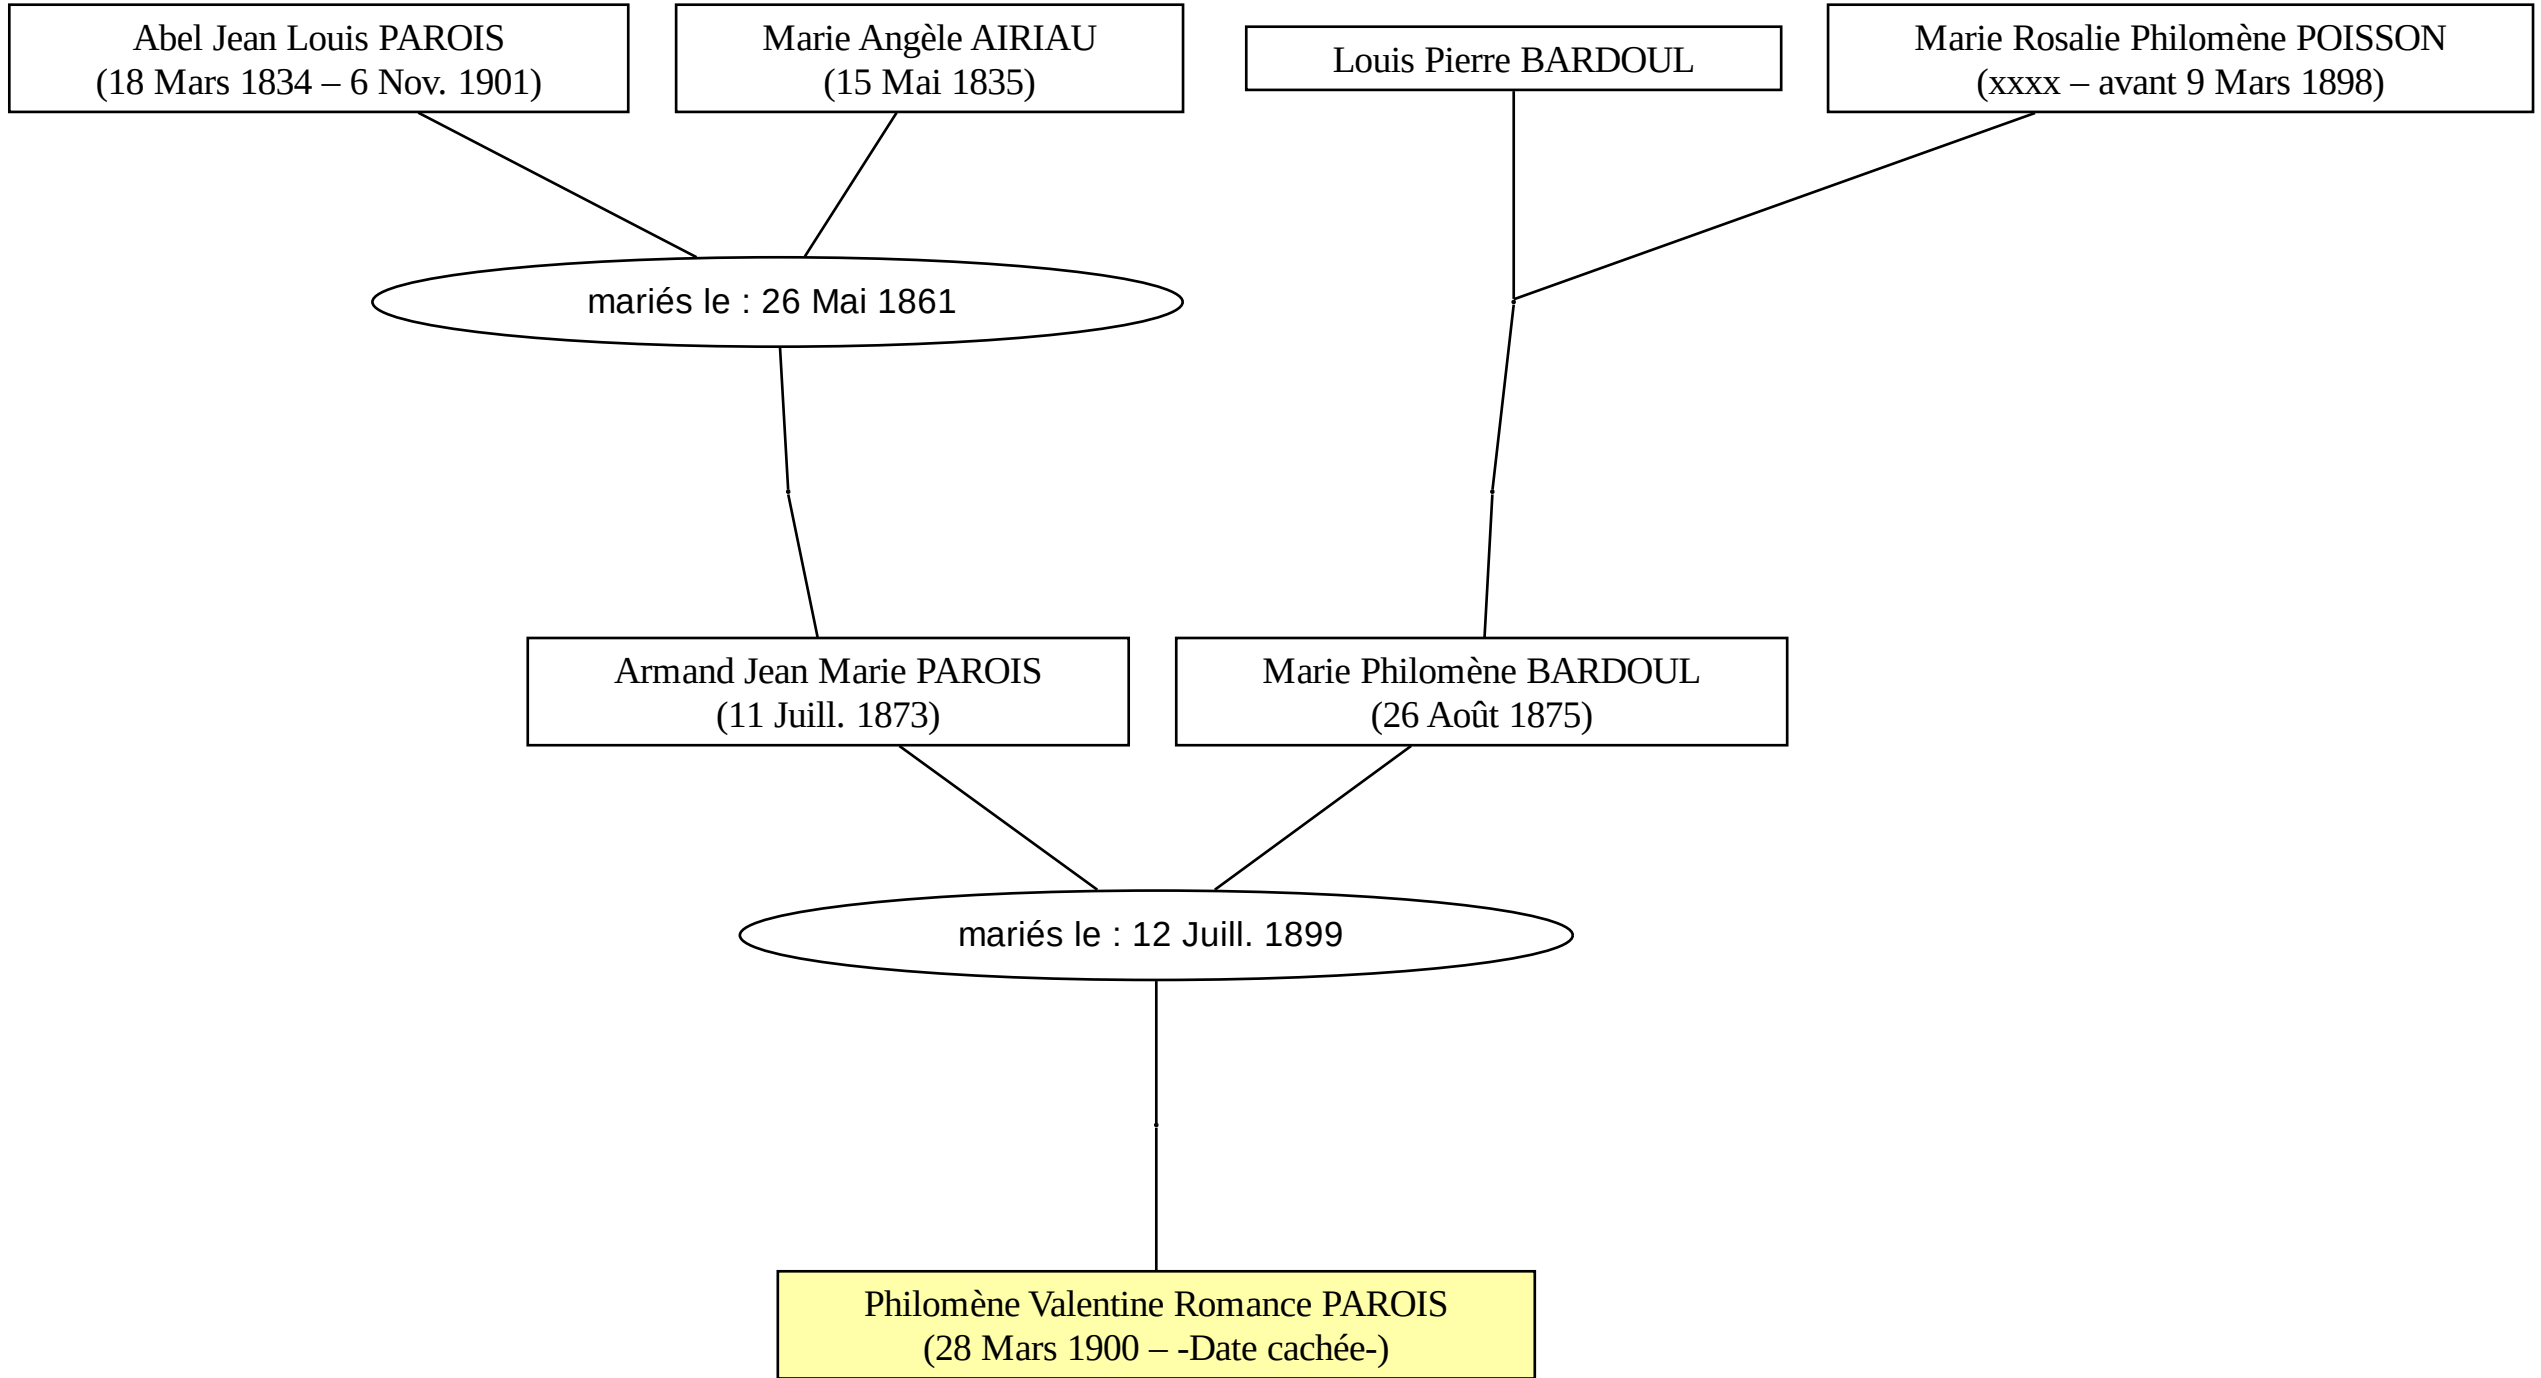 Abel Jean Louis PAROIS
(18 Mars 1834 – 6 Nov. 1901)
Marie Angèle AIRIAU
(15 Mai 1835)
Louis Pierre BARDOUL
Marie Rosalie Philomène POISSON
(xxxx – avant 9 Mars 1898)
mariés le : 26 Mai 1861
Armand Jean Marie PAROIS
(11 Juill. 1873)
Marie Philomène BARDOUL
(26 Août 1875)
mariés le : 12 Juill. 1899
Philomène Valentine Romance PAROIS
(28 Mars 1900 – -Date cachée-)